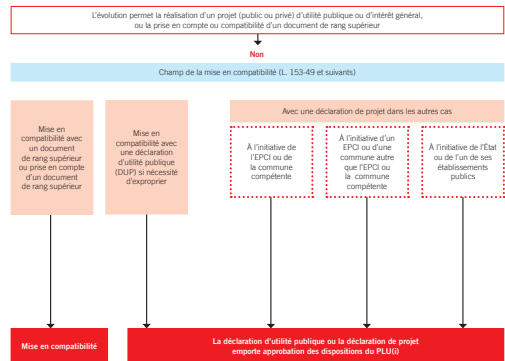 L'évolution permet la réalisation d'un projet (public ou privé) d'utilité publique ou d'intérêt général,
ou la prise en compte ou compatibilité d'un document de rang supérieur
Non
Champ de la mise en compatibilité (L. 153-49 et suivants)
Mise en
compatibilité avec
un document
de rang supérieur
ou prise en compte
d'un document
de rang supérieur
Mise en
compatibilité avec
une déclaration
d'utilité publique
(DUP) si nécessité
d'exproprier
Avec une déclaration de projet dans les autres cas
À l'initiative de
l'EPCI ou de
la commune
compétente
À l'initiative d'un
EPCI ou d'une
commune autre
que l'EPCI ou
la commune
compétente
À l'initiative de l'État
ou de l'un de ses
établissements
publics
Mise en compatibilité
La déclaration d'utilité publique ou la déclaration de projet
emporte approbation des dispositions du PLU(i)